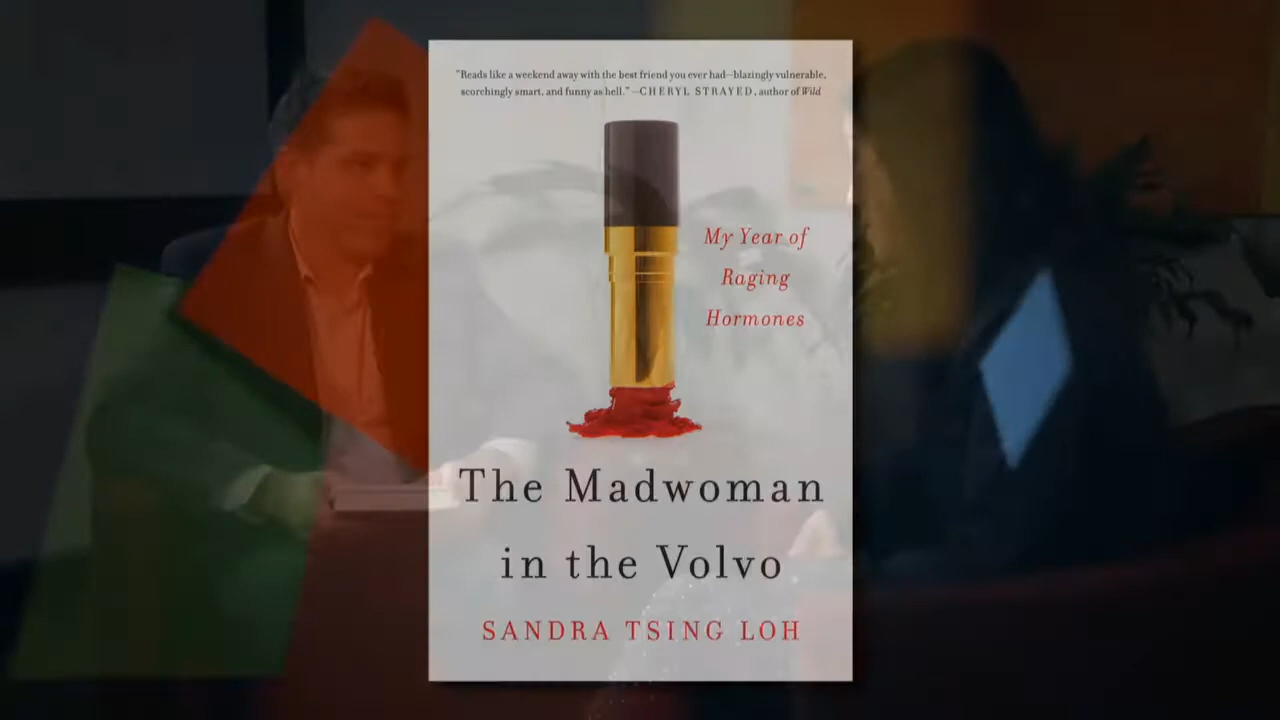 "Reads like a weekend away with the best friend you ever had—blazingly vulnerable,
scorchingly smart, and funny as hell." —CHERYL STRAYED, author of Wild
My Year of
Raging
Hormones
The Madwoman
in the Volvo
SANDRA TSING LOH